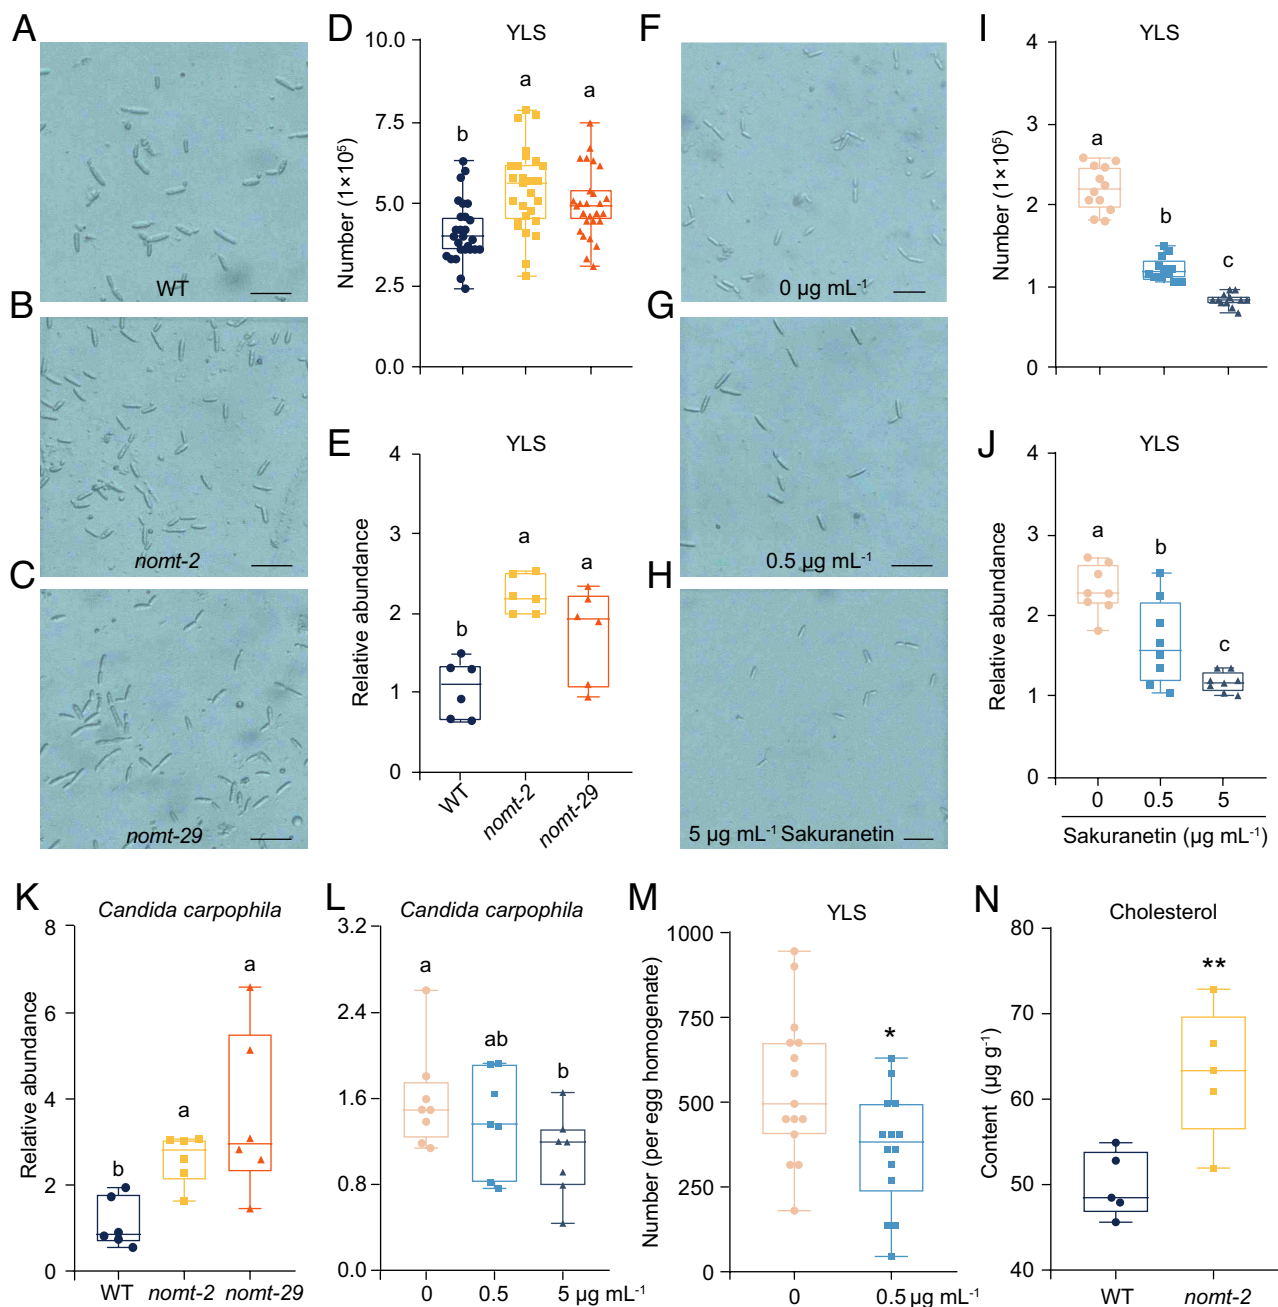 A
WT
B
nomt-2
C
nomt-29
D
YLS
Number (1×10⁵)
10.0
7.5
5.0
2.5
0.0
b
a
a
E
YLS
Relative abundance
4
3
2
1
0
b
a
a
WT
nomt-2
nomt-29
F
0 µg mL⁻¹
G
0.5 µg mL⁻¹
H
5 µg mL⁻¹ Sakuranetin
I
YLS
Number (1×10⁵)
4
3
2
1
0
a
b
c
J
YLS
Relative abundance
4
3
2
1
0
a
b
c
0 0.5 5
Sakuranetin (µg mL⁻¹)
K
Candida carpophila
Relative abundance
8
6
4
2
0
b
a
a
WT nomt-2 nomt-29
L
Candida carpophila
3.2
2.4
1.6
0.8
0.0
a
ab
b
0 0.5 5 µg mL⁻¹
M
YLS
Number (per egg homogenate)
1000
750
500
250
0
*
0 0.5 µg mL⁻¹
N
Cholesterol
Content (µg g⁻¹)
80
70
60
50
40
**
WT nomt-2